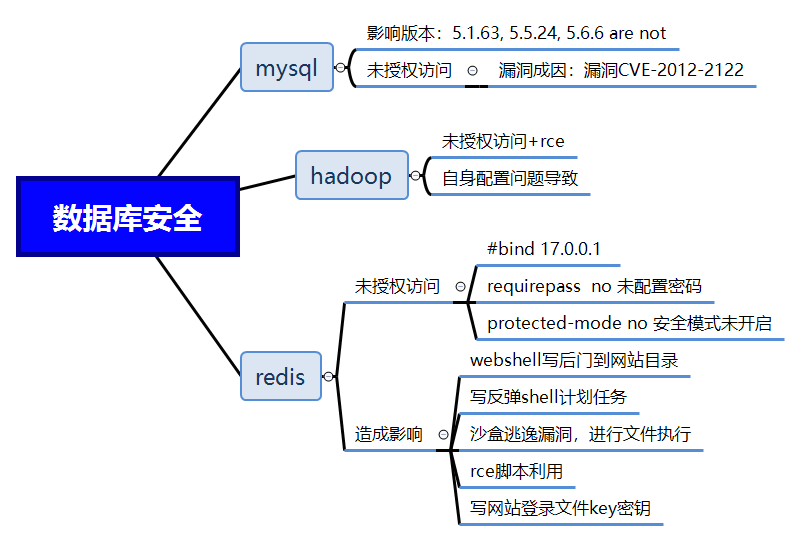 数据库安全
mysql
影响版本：5.1.63, 5.5.24, 5.6.6 are not
未授权访问
漏洞成因：漏洞CVE-2012-2122
hadoop
未授权访问+rce
自身配置问题导致
redis
未授权访问
#bind 17.0.0.1
requirepass no 未配置密码
protected-mode no 安全模式未开启
造成影响
webshell写后门到网站目录
写反弹shell计划任务
沙盒逃逸漏洞，进行文件执行
rce脚本利用
写网站登录文件key密钥